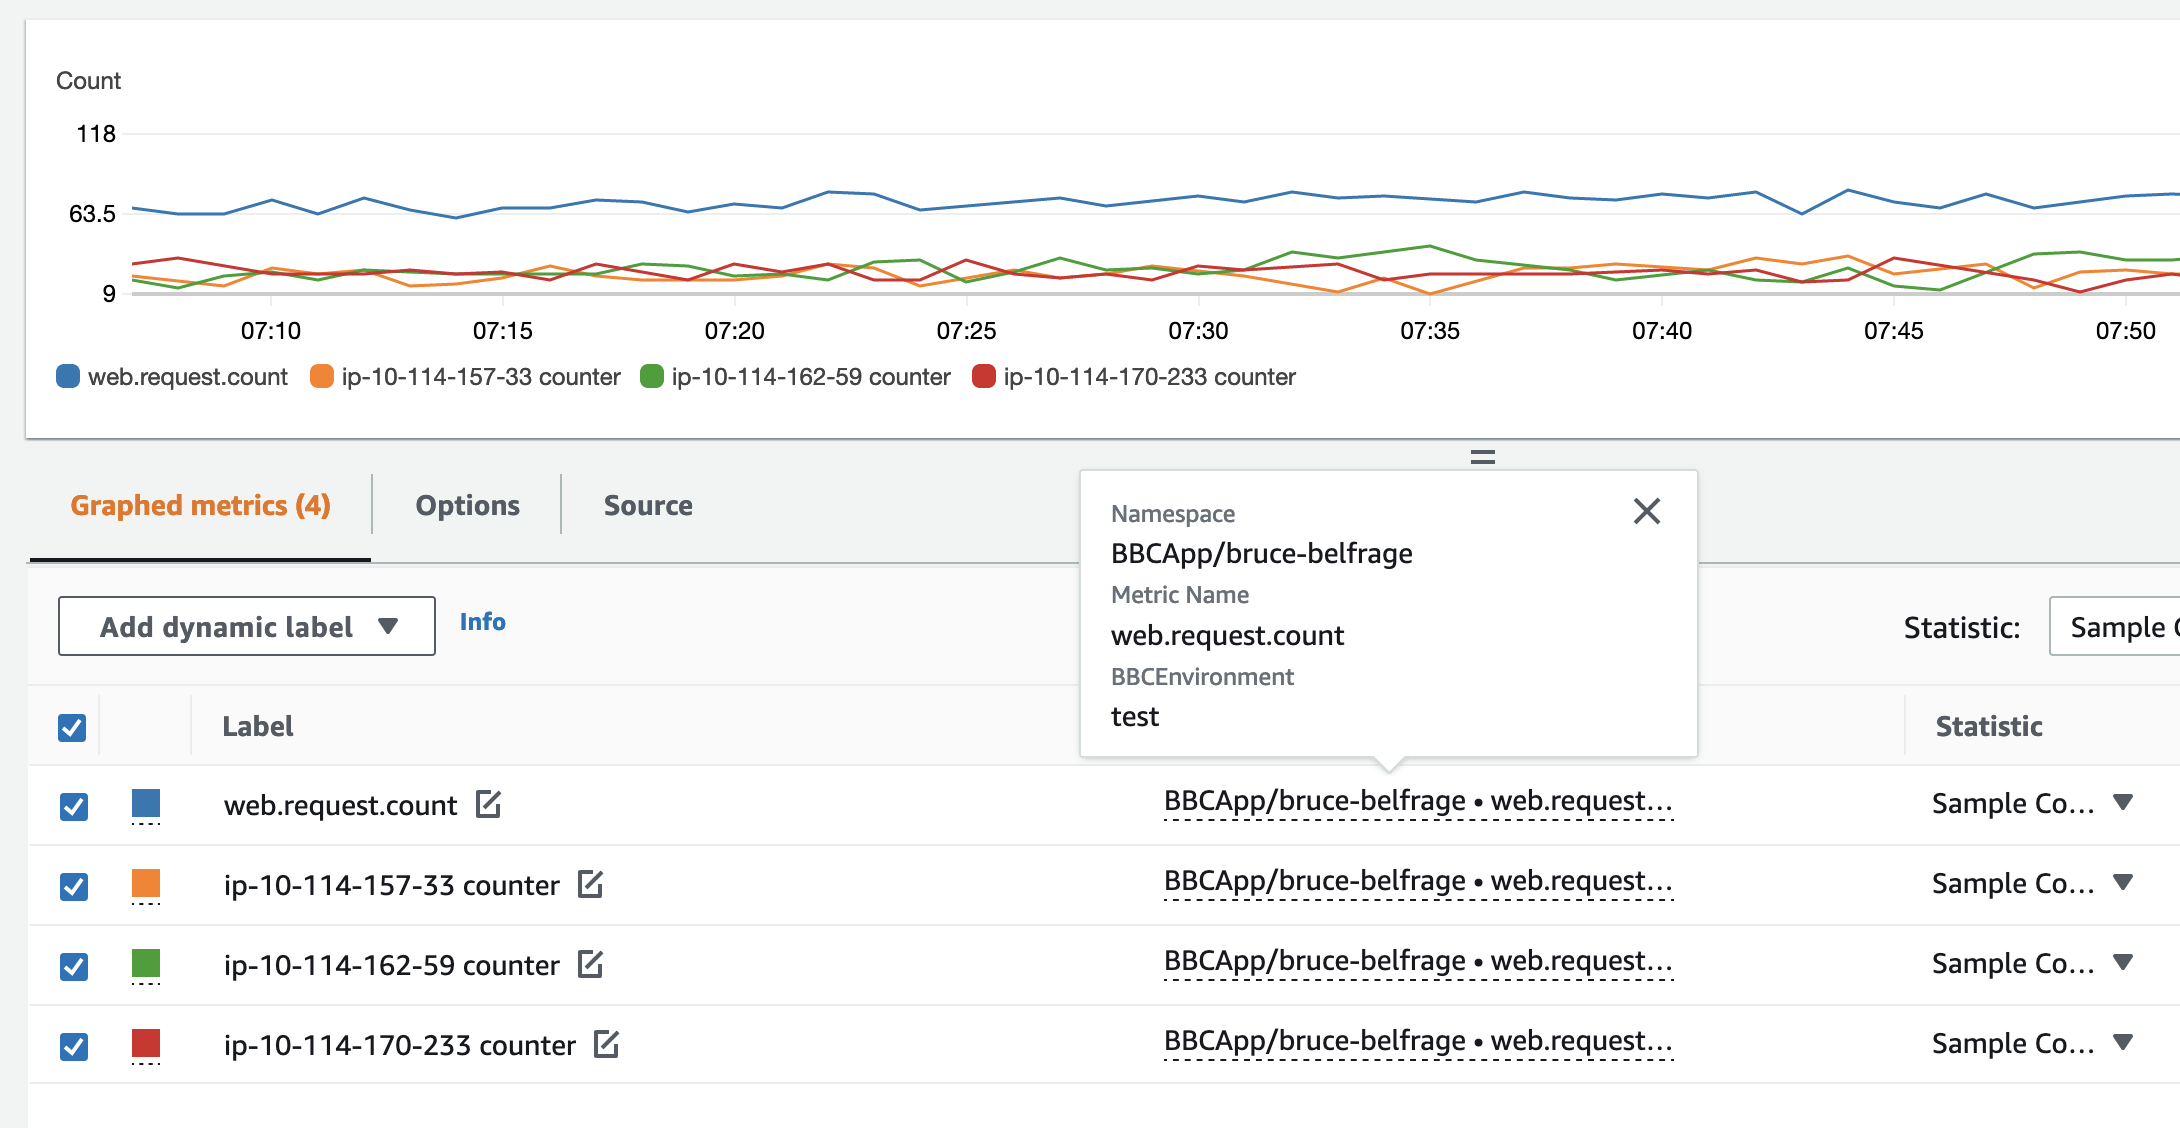 Count
118
63.5
9
07:10 07:15 07:20 07:25 07:30 07:35 07:40 07:45 07:50
web.request.count ip-10-114-157-33 counter ip-10-114-162-59 counter ip-10-114-170-233 counter
Graphed metrics (4) Options Source
Namespace
BBCApp/bruce-belfrage
Metric Name
web.request.count
BBCEnvironment
test
Add dynamic label Info Statistic: Sample
Label Statistic
web.request.count BBCApp/bruce-belfrage • web.request... Sample Co...
ip-10-114-157-33 counter BBCApp/bruce-belfrage • web.request... Sample Co...
ip-10-114-162-59 counter BBCApp/bruce-belfrage • web.request... Sample Co...
ip-10-114-170-233 counter BBCApp/bruce-belfrage • web.request... Sample Co...